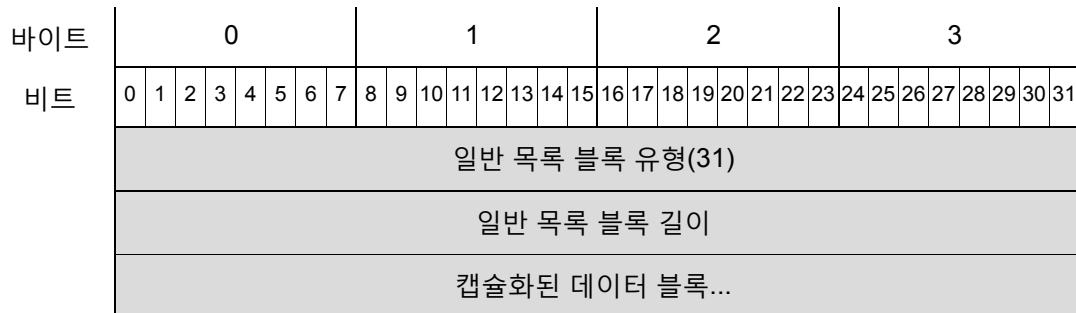 바이트 0 1 2 3
비트 0 1 2 3 4 5 6 7 8 9 10 11 12 13 14 15 16 17 18 19 20 21 22 23 24 25 26 27 28 29 30 31
일반 목록 블록 유형(31)
일반 목록 블록 길이
캡슐화된 데이터 블록...